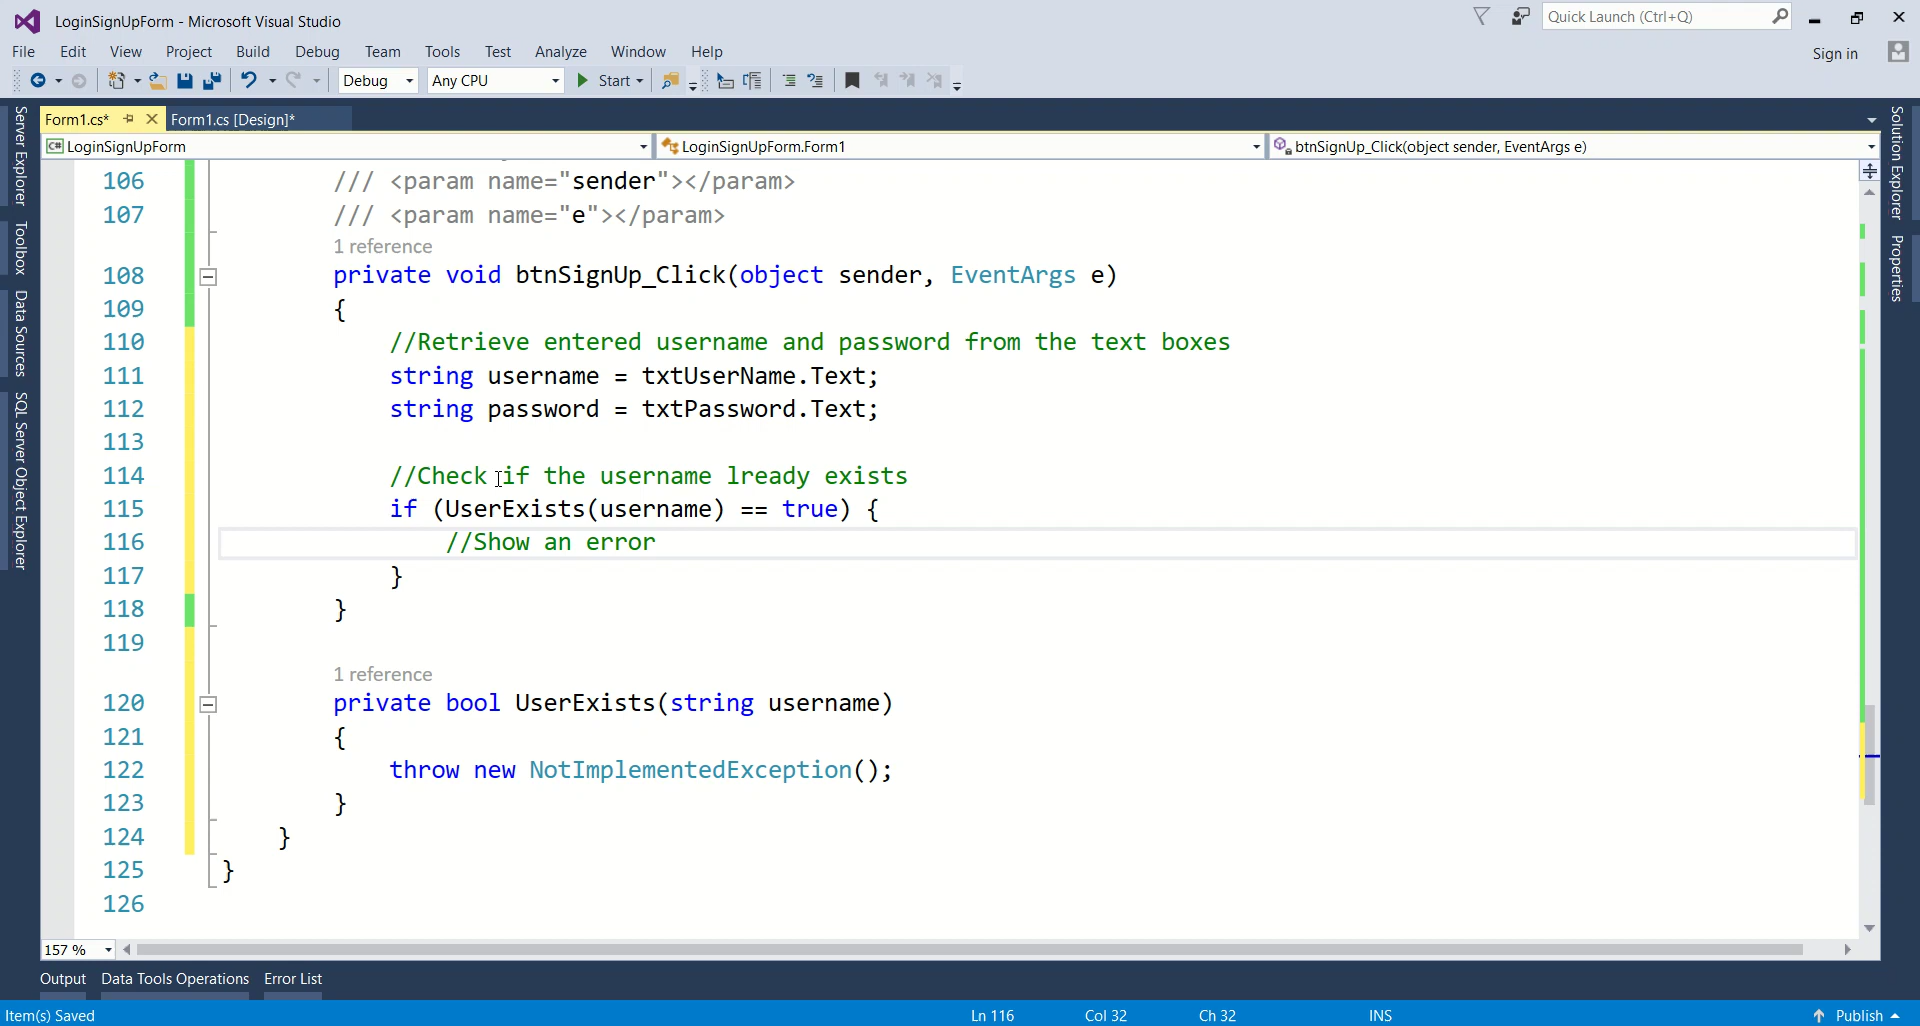 LoginSignUpForm - Microsoft Visual Studio
Quick Launch (Ctrl+Q)
File Edit View Project Build Debug Team Tools Test Analyze Window Help
Sign in
Debug Any CPU Start
Form1.cs* Form1.cs [Design]*
C# LoginSignUpForm LoginSignUpForm.Form1 btnSignUp_Click(object sender, EventArgs e)
Server Explorer
Toolbox
Data Sources
SQL Server Object Explorer
106 /// <param name="sender"></param>
107 /// <param name="e"></param>
1 reference
108 private void btnSignUp_Click(object sender, EventArgs e)
109 {
110 //Retrieve entered username and password from the text boxes
111 string username = txtUserName.Text;
112 string password = txtPassword.Text;
113
114 //Check if the username lready exists
115 if (UserExists(username) == true) {
116 //Show an error
117 }
118 }
119
1 reference
120 private bool UserExists(string username)
121 {
122 throw new NotImplementedException();
123 }
124 }
125 }
126
Solution Explorer
Properties
157 %
Output Data Tools Operations Error List
Item(s) Saved Ln 116 Col 32 Ch 32 INS Publish